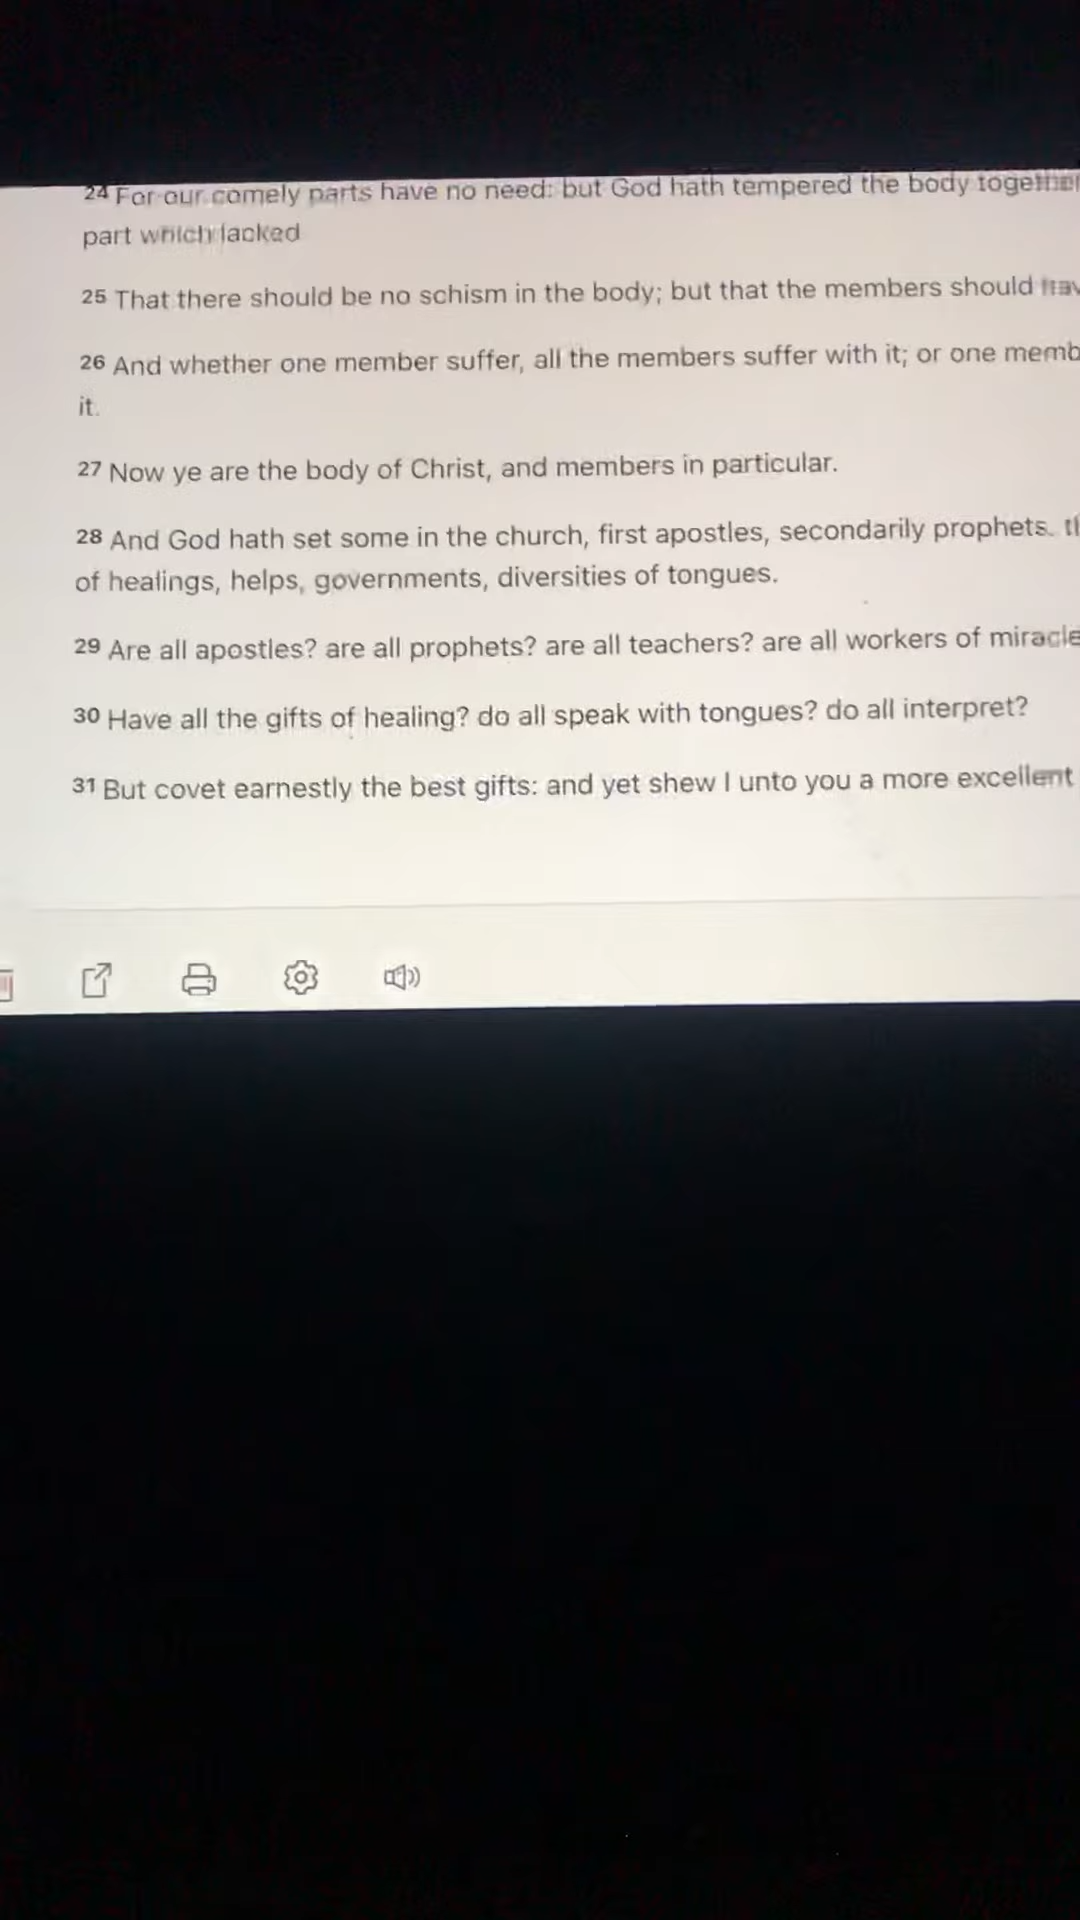 24 For our comely parts have no need: but God hath tempered the body together
part which lacked
25 That there should be no schism in the body; but that the members should
26 And whether one member suffer, all the members suffer with it; or one
it.
27 Now ye are the body of Christ, and members in particular.
28 And God hath set some in the church, first apostles, secondarily prophets.
of healings, helps, governments, diversities of tongues.
29 Are all apostles? are all prophets? are all teachers? are all workers of
30 Have all the gifts of healing? do all speak with tongues? do all interpret?
31 But covet earnestly the best gifts: and yet shew I unto you a more excellent